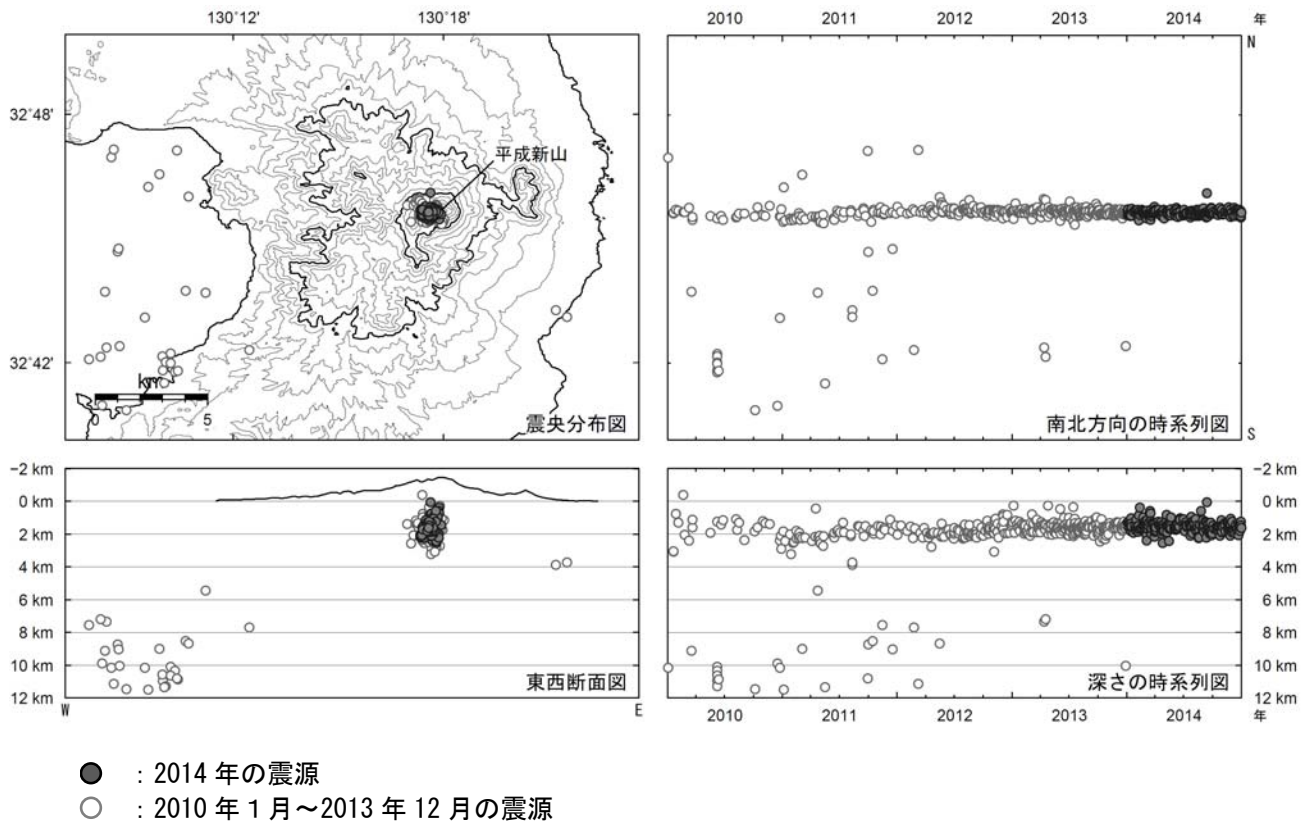 130°12' 130°18'
2010 2011 2012 2013 2014 年
N
32°48'
平成新山
32°42'
km
5
震央分布図
南北方向の時系列図
S
-2 km
0 km
2 km
4 km
6 km
8 km
10 km
12 km
東西断面図
W E
-2 km
0 km
2 km
4 km
6 km
8 km
10 km
12 km
深さの時系列図
2010 2011 2012 2013 2014 年
：2014 年の震源
：2010 年１月～2013 年 12 月の震源